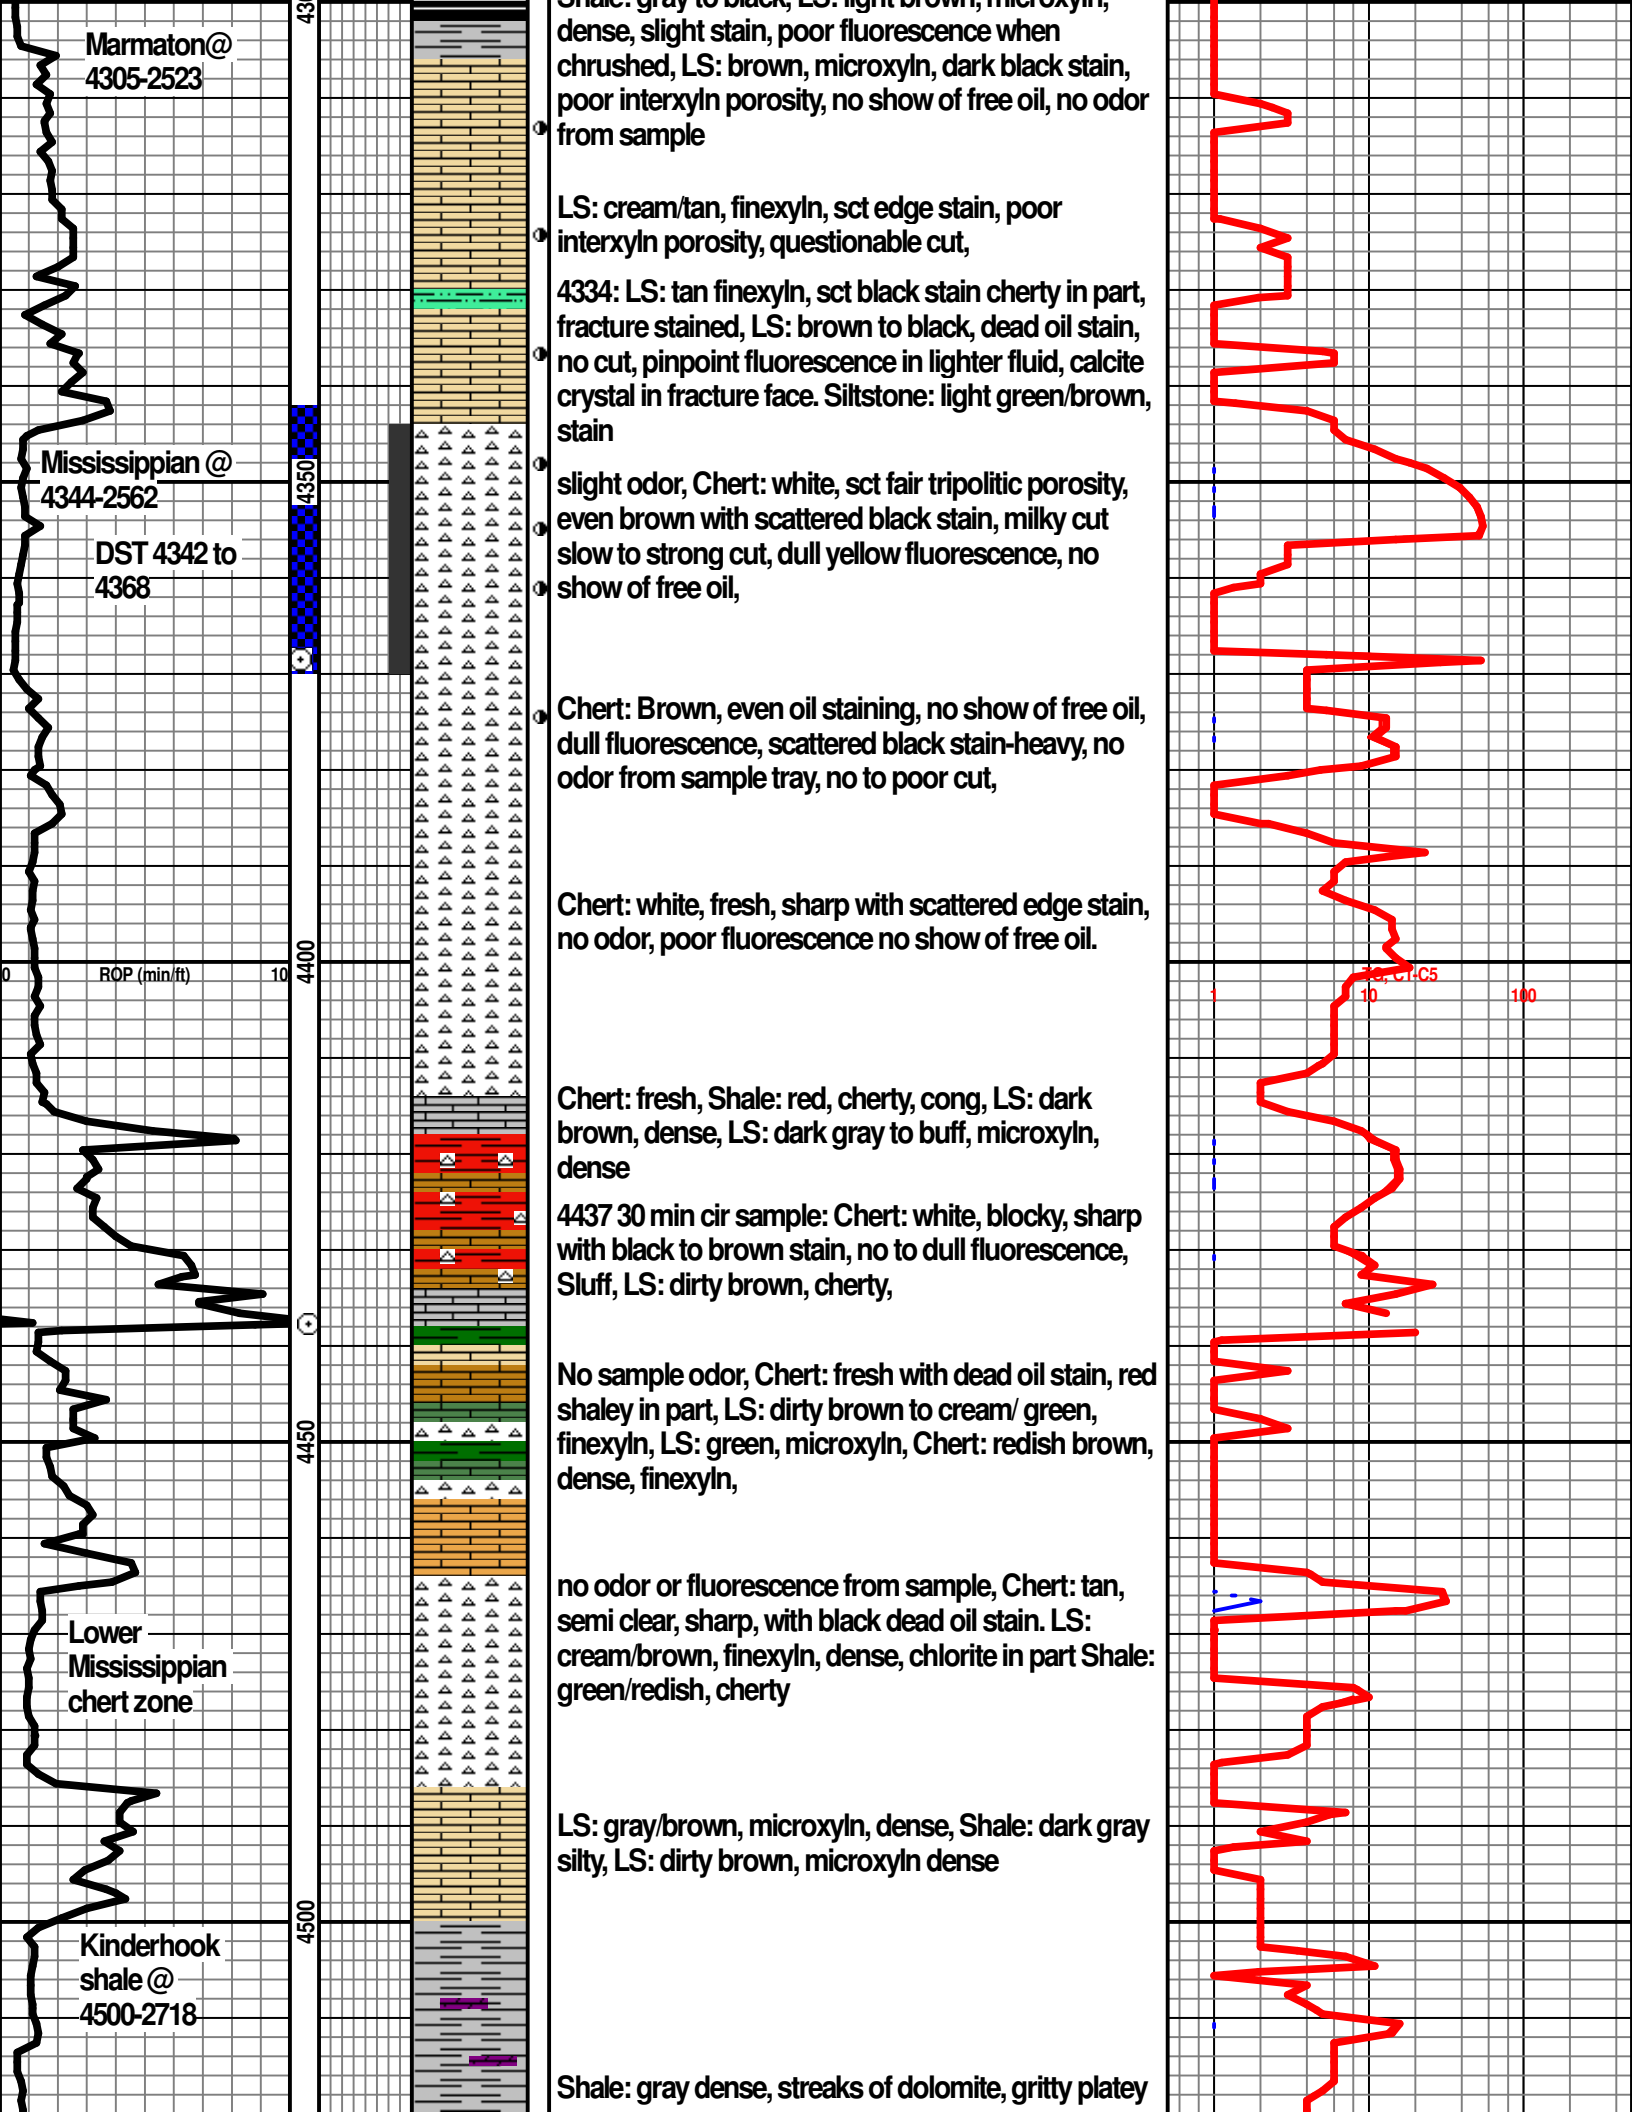 Shale: gray to black, LS: light brown, microxyln,
dense, slight stain, poor fluorescence when
chrushed, LS: brown, microxyln, dark black stain,
poor interxyln porosity, no show of free oil, no odor
from sample
Marmaton@
4305-2523
LS: cream/tan, finexyln, sct edge stain, poor
interxyln porosity, questionable cut,
4334: LS: tan finexyln, sct black stain cherty in part,
fracture stained, LS: brown to black, dead oil stain,
no cut, pinpoint fluorescence in lighter fluid, calcite
crystal in fracture face. Siltstone: light green/brown,
stain
Mississippian @
4344-2562
DST 4342 to
4368
4350
slight odor, Chert: white, sct fair tripolitic porosity,
even brown with scattered black stain, milky cut
slow to strong cut, dull yellow fluorescence, no
show of free oil,
Chert: Brown, even oil staining, no show of free oil,
dull fluorescence, scattered black stain-heavy, no
odor from sample tray, no to poor cut,
Chert: white, fresh, sharp with scattered edge stain,
no odor, poor fluorescence no show of free oil.
0 ROP (min/ft) 10
4400
TG, C1-C5
1 10 100
Chert: fresh, Shale: red, cherty, cong, LS: dark
brown, dense, LS: dark gray to buff, microxyln,
dense
4437 30 min cir sample: Chert: white, blocky, sharp
with black to brown stain, no to dull fluorescence,
Sluff, LS: dirty brown, cherty,
No sample odor, Chert: fresh with dead oil stain, red
shaley in part, LS: dirty brown to cream/ green,
finexyln, LS: green, microxyln, Chert: redish brown,
dense, finexyln,
4450
no odor or fluorescence from sample, Chert: tan,
semi clear, sharp, with black dead oil stain. LS:
cream/brown, finexyln, dense, chlorite in part Shale:
green/redish, cherty
Lower
Mississippian
chert zone
LS: gray/brown, microxyln, dense, Shale: dark gray
silty, LS: dirty brown, microxyln dense
4500
Kinderhook
shale @
4500-2718
Shale: gray dense, streaks of dolomite, gritty platey